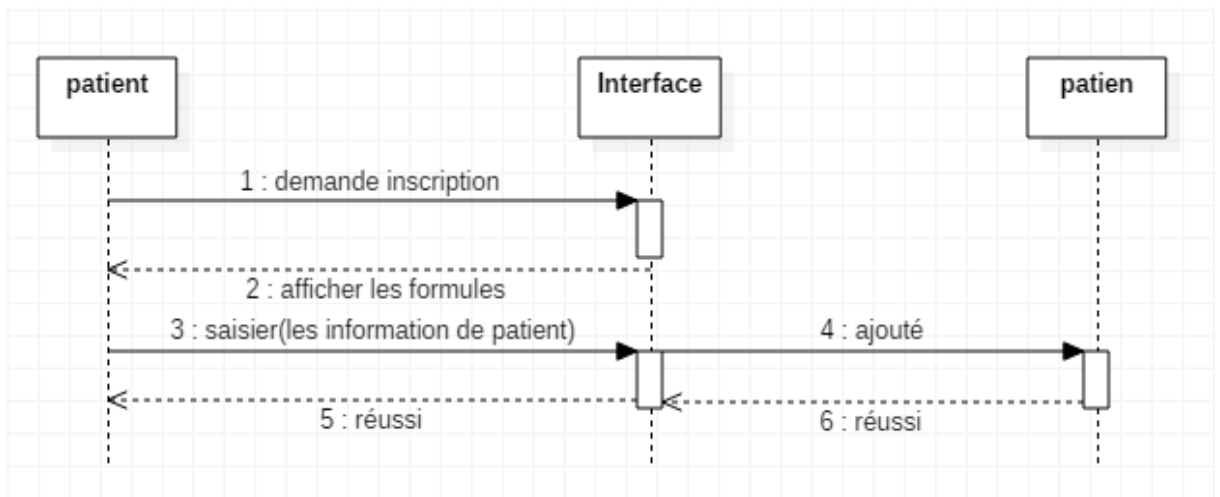 patient
Interface
patien
1 : demande inscription
2 : afficher les formules
3 : saisier(les information de patient)
4 : ajouté
5 : réussi
6 : réussi